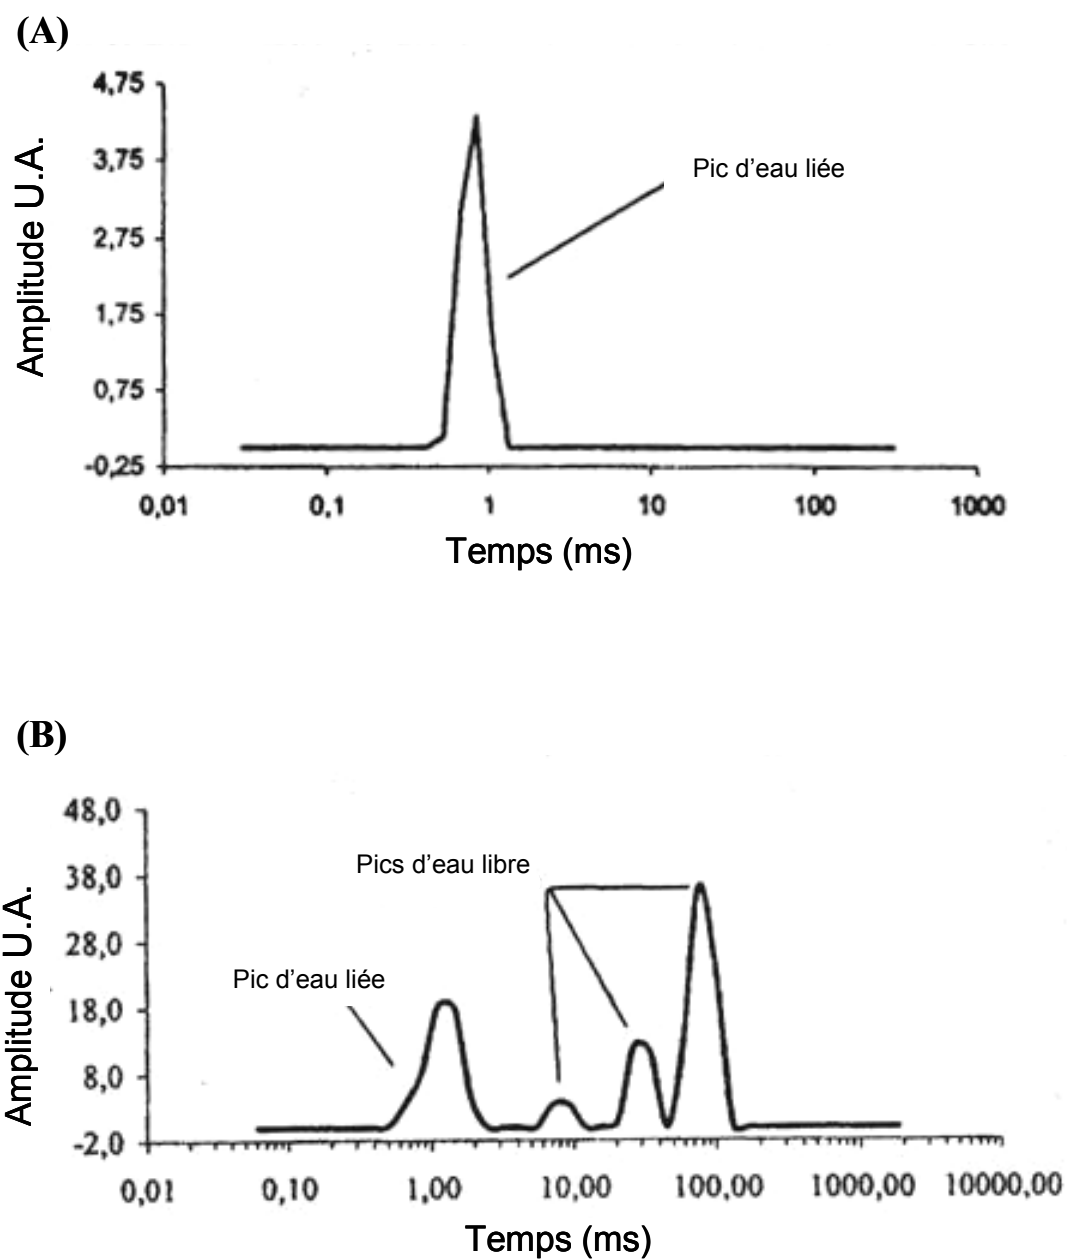 (A)
Amplitude U.A.
4,75
3,75
2,75
1,75
0,75
-0,25
Pic d’eau liée
0,01 0,1 1 10 100 1000
Temps (ms)
(B)
Amplitude U.A.
48,0
38,0
28,0
18,0
8,0
-2,0
Pics d’eau libre
Pic d’eau liée
0,01 0,10 1,00 10,00 100,00 1000,00 10000,00
Temps (ms)